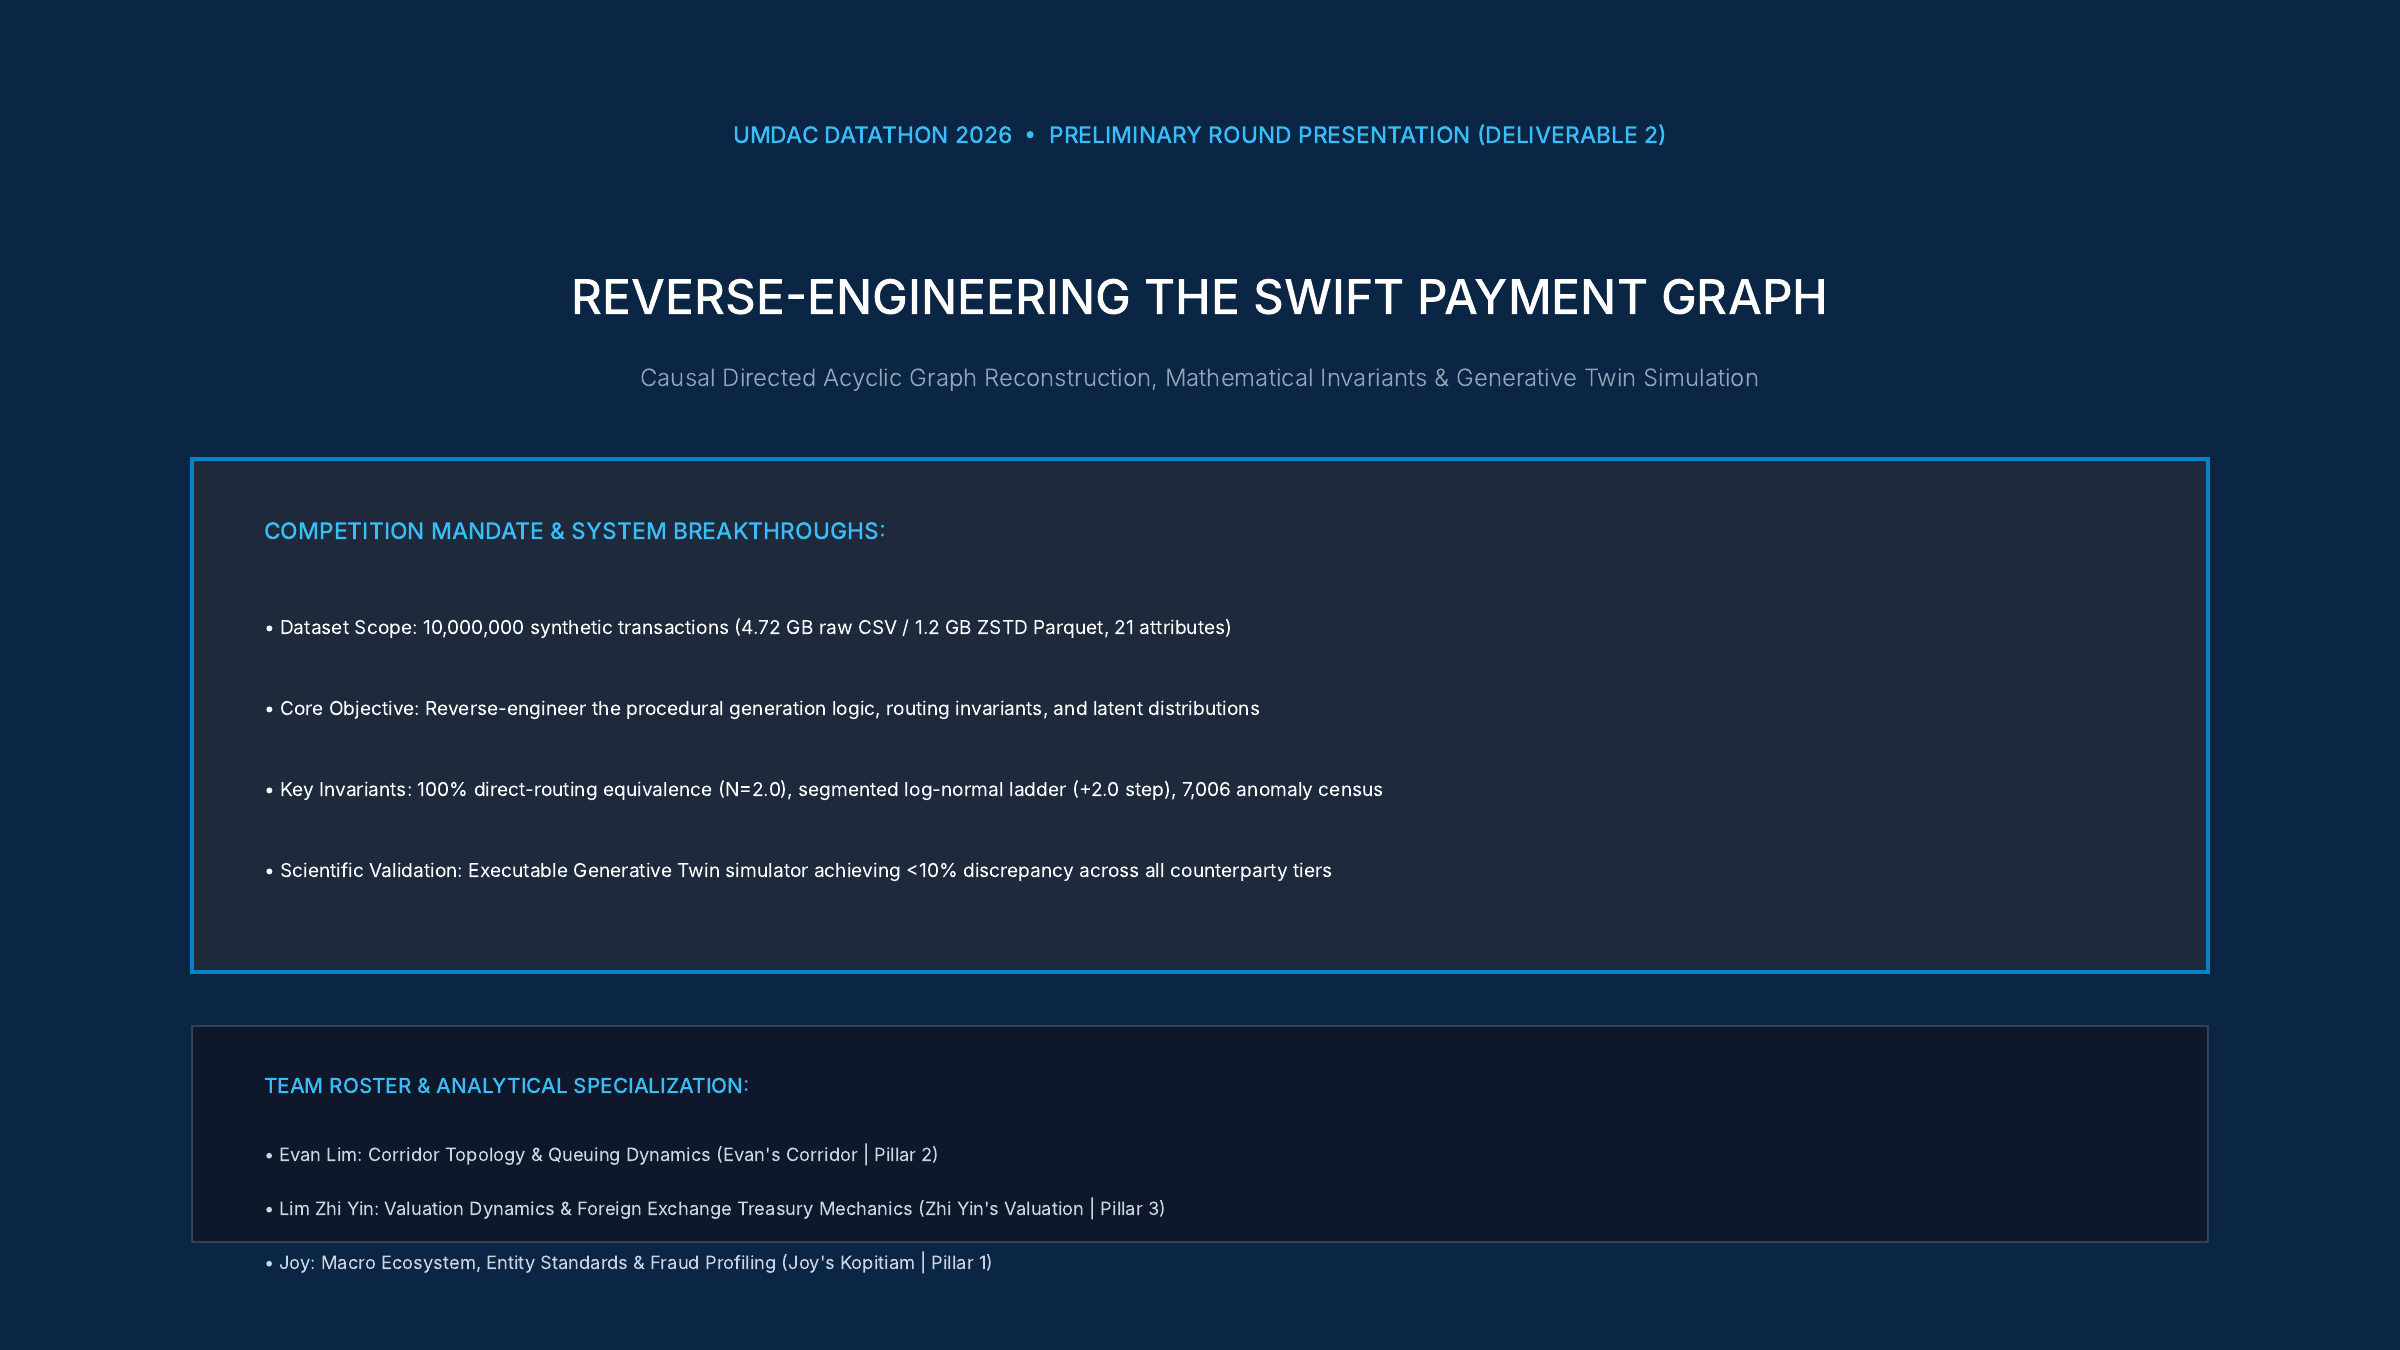 UMDAC DATATHON 2026 • PRELIMINARY ROUND PRESENTATION (DELIVERABLE 2)
REVERSE-ENGINEERING THE SWIFT PAYMENT GRAPH
Causal Directed Acyclic Graph Reconstruction, Mathematical Invariants & Generative Twin Simulation
COMPETITION MANDATE & SYSTEM BREAKTHROUGHS:
• Dataset Scope: 10,000,000 synthetic transactions (4.72 GB raw CSV / 1.2 GB ZSTD Parquet, 21 attributes)
• Core Objective: Reverse-engineer the procedural generation logic, routing invariants, and latent distributions
• Key Invariants: 100% direct-routing equivalence (N=2.0), segmented log-normal ladder (+2.0 step), 7,006 anomaly census
• Scientific Validation: Executable Generative Twin simulator achieving <10% discrepancy across all counterparty tiers
TEAM ROSTER & ANALYTICAL SPECIALIZATION:
• Evan Lim: Corridor Topology & Queuing Dynamics (Evan's Corridor | Pillar 2)
• Lim Zhi Yin: Valuation Dynamics & Foreign Exchange Treasury Mechanics (Zhi Yin's Valuation | Pillar 3)
• Joy: Macro Ecosystem, Entity Standards & Fraud Profiling (Joy's Kopitiam | Pillar 1)